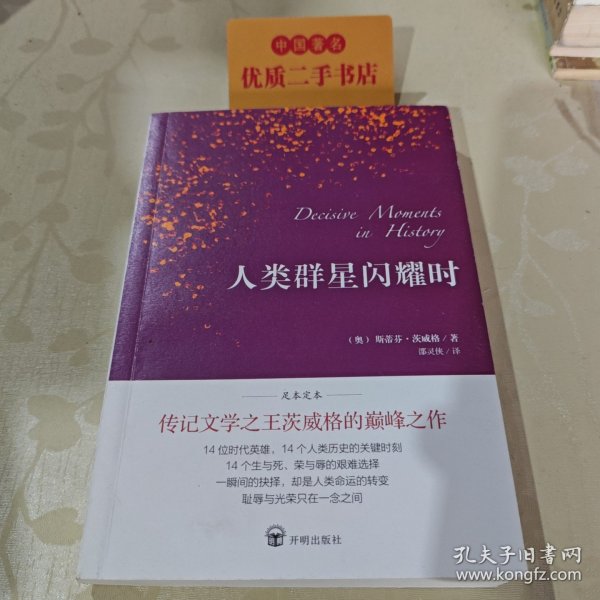 中国著名
优质二手书店
Decisive Moments
in History
人类群星闪耀时
（奥）斯蒂芬·茨威格／著
邵灵侠／译
足本定本
传记文学之王茨威格的巅峰之作
14位时代英雄，14个人类历史的关键时刻
14个生与死、荣与辱的艰难选择
一瞬间的抉择，却是人类命运的转变
耻辱与光荣只在一念之间
开明出版社
孔夫子旧书网
www.kongfz.com